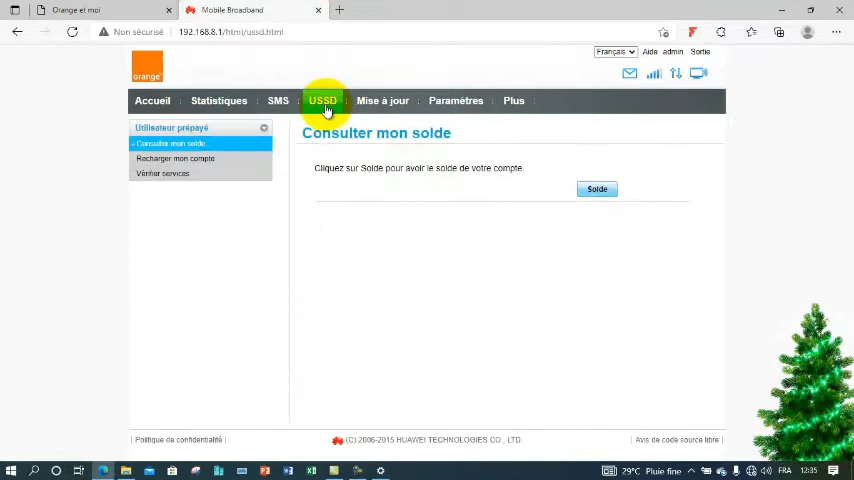 Orange et moi
Mobile Broadband
Non sécurisé
192.168.8.1/html/ussd.html
orange
Français Aide admin Sortie
Accueil : Statistiques : SMS : USSD : Mise à jour : Paramètres : Plus :
Utilisateur prépayé
→ Consulter mon solde
Recharger mon compte
Vérifier services
Consulter mon solde
Cliquez sur Solde pour avoir le solde de votre compte.
Solde
Politique de confidentialité
(C) 2006-2015 HUAWEI TECHNOLOGIES CO., LTD.
Avis de code source libre
29°C Pluie fine
FRA
12:35